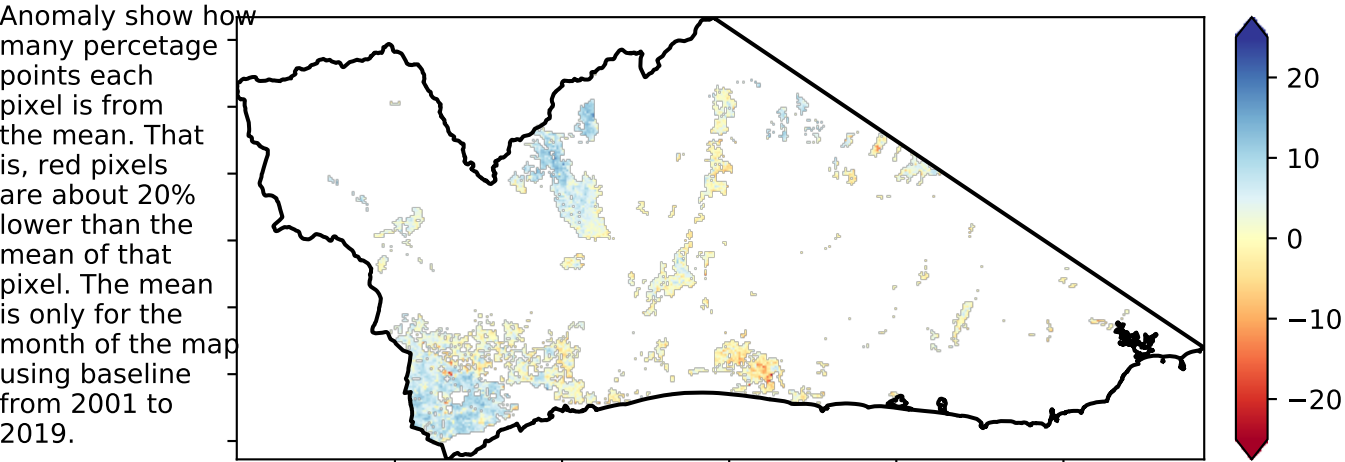 Anomaly show how
many percetage
points each
pixel is from
the mean. That
is, red pixels
are about 20%
lower than the
mean of that
pixel. The mean
is only for the
month of the map
using baseline
from 2001 to
2019.
20
10
0
−10
−20